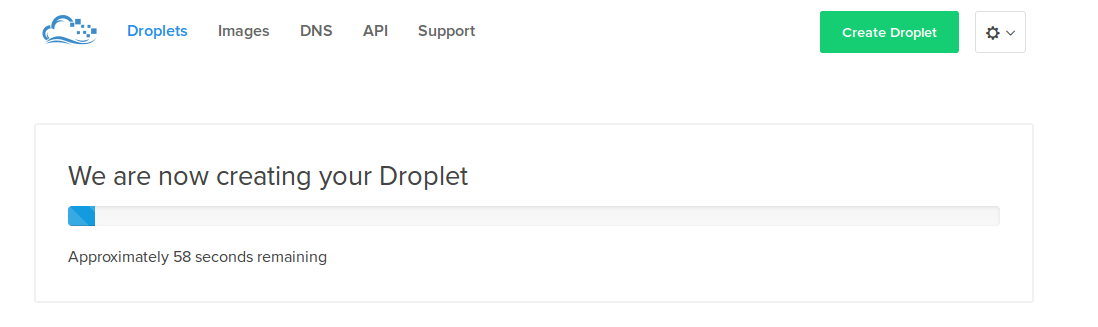 Droplets Images DNS API Support Create Droplet
We are now creating your Droplet
Approximately 58 seconds remaining